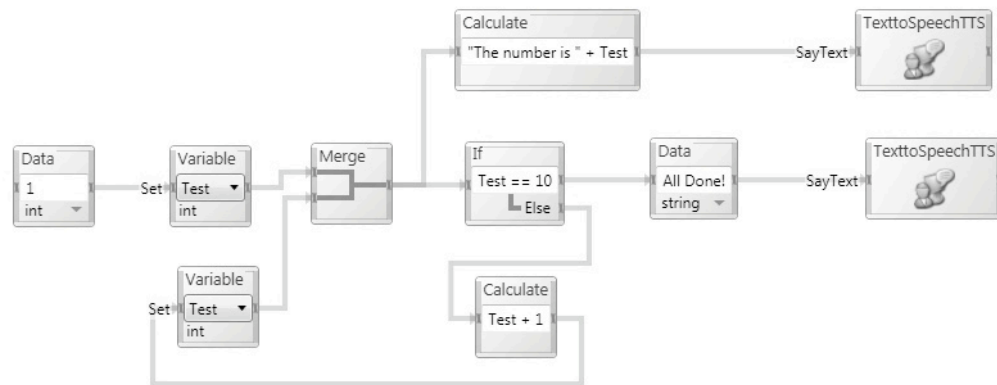 Calculate
"The number is " + Test
SayText
TexttoSpeechTTS
Data
1
int
Set
Variable
Test
int
Merge
If
Test == 10
Else
Data
All Done!
string
SayText
TexttoSpeechTTS
Set
Variable
Test
int
Calculate
Test + 1